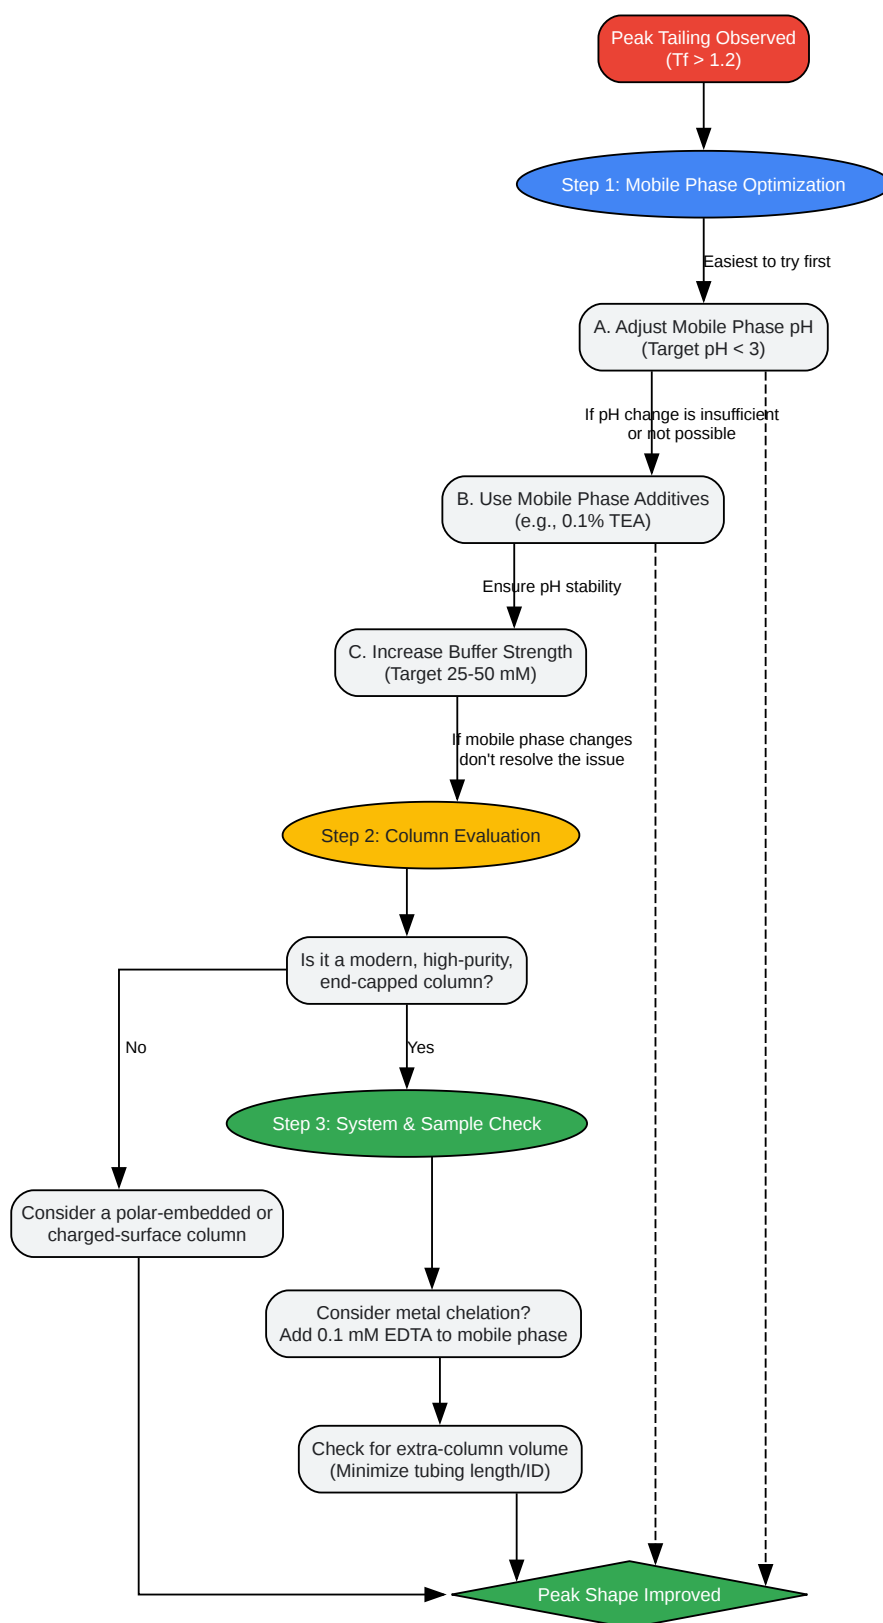 Peak Tailing Observed
(Tf > 1.2)
Step 1: Mobile Phase Optimization
Easiest to try first
A. Adjust Mobile Phase pH
(Target pH < 3)
If pH change is insufficient
or not possible
B. Use Mobile Phase Additives
(e.g., 0.1% TEA)
Ensure pH stability
C. Increase Buffer Strength
(Target 25-50 mM)
If mobile phase changes
don't resolve the issue
Step 2: Column Evaluation
Is it a modern, high-purity,
end-capped column?
No
Yes
Step 3: System & Sample Check
Consider a polar-embedded or
charged-surface column
Consider metal chelation?
Add 0.1 mM EDTA to mobile phase
Check for extra-column volume
(Minimize tubing length/ID)
Peak Shape Improved